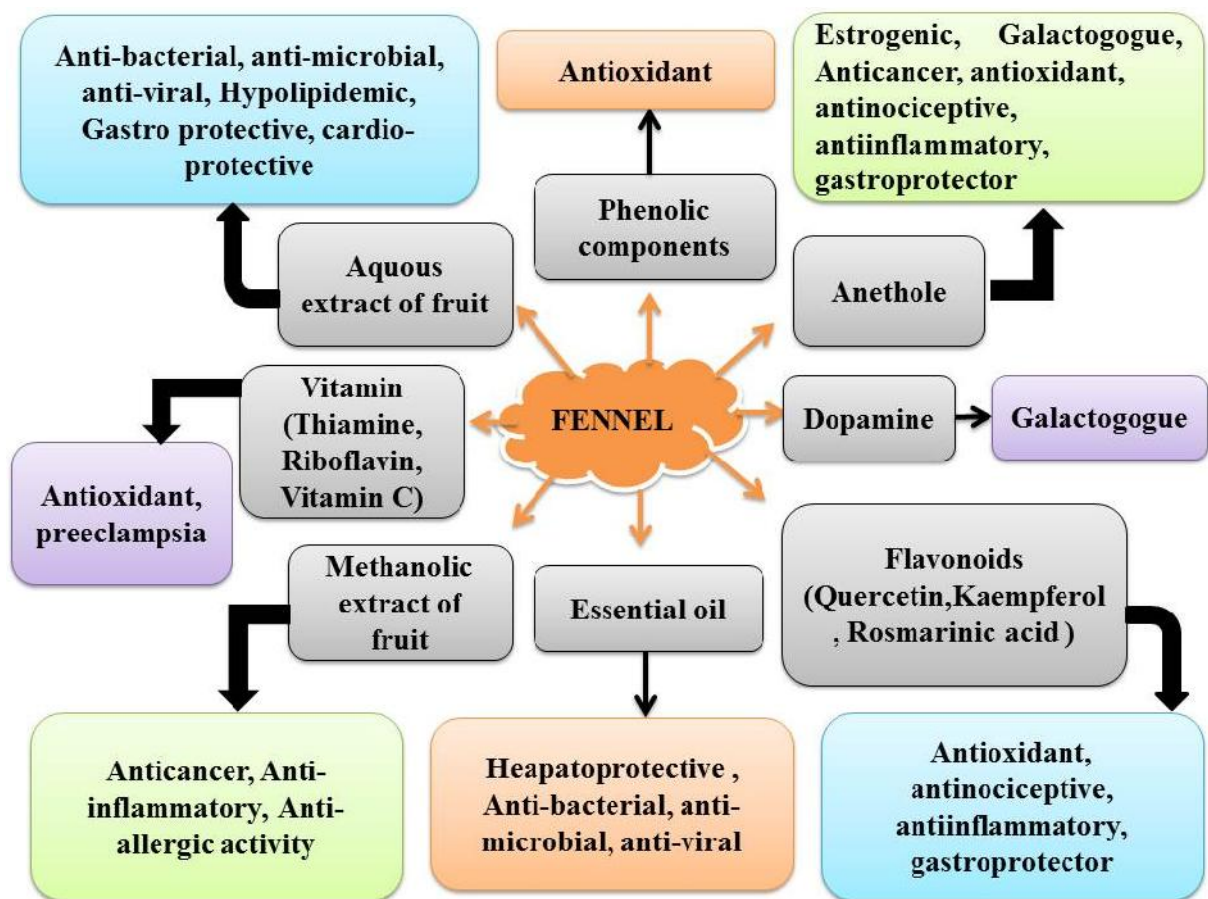 Anti-bacterial, anti-microbial,
anti-viral, Hypolipidemic,
Gastro protective, cardio-
protective
Antioxidant
Estrogenic, Galactogogue,
Anticancer, antioxidant,
antinociceptive,
antiinflammatory,
gastroprotector
Aquous
extract of fruit
Phenolic
components
Anethole
Vitamin
(Thiamine,
Riboflavin,
Vitamin C)
FENNEL
Dopamine
Galactogogue
Antioxidant,
preeclampsia
Methanolic
extract of
fruit
Essential oil
Flavonoids
(Quercetin,Kaempferol
, Rosmarinic acid )
Anticancer, Anti-
inflammatory, Anti-
allergic activity
Heapatoprotective ,
Anti-bacterial, anti-
microbial, anti-viral
Antioxidant,
antinociceptive,
antiinflammatory,
gastroprotector